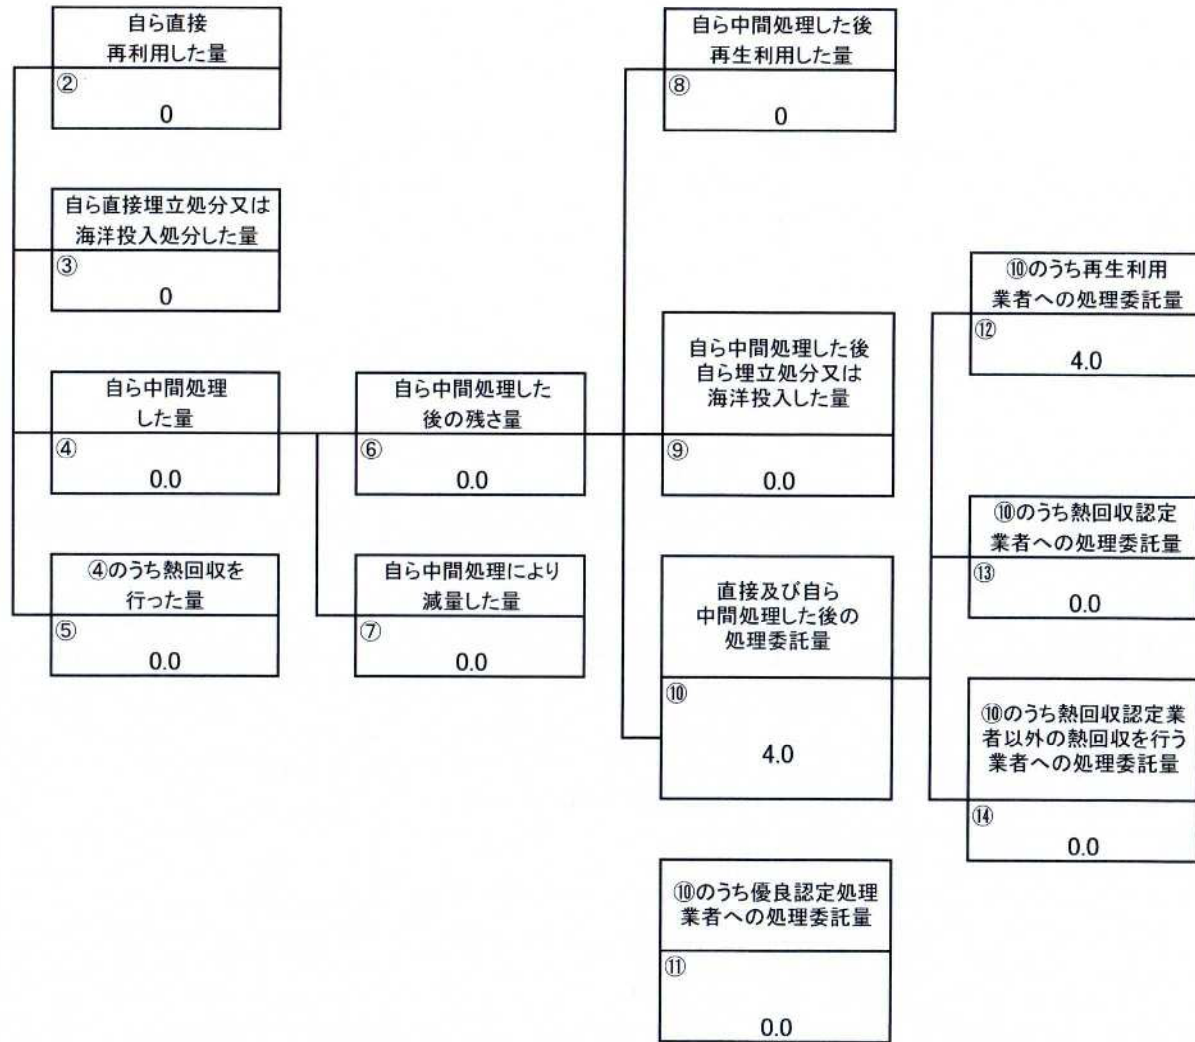 自ら直接
再利用した量
②
0
自ら直接埋立処分又は
海洋投入処分した量
③
0
自ら中間処理
した量
④
0.0
④のうち熱回収を
行った量
⑤
0.0
自ら中間処理した
後の残さ量
⑥
0.0
自ら中間処理により
減量した量
⑦
0.0
自ら中間処理した後
再生利用した量
⑧
0
自ら中間処理した後
自ら埋立処分又は
海洋投入した量
⑨
0.0
直接及び自ら
中間処理した後の
処理委託量
⑩
4.0
⑩のうち優良認定処理
業者への処理委託量
⑪
0.0
⑩のうち再生利用
業者への処理委託量
⑫
4.0
⑩のうち熱回収認定
業者への処理委託量
⑬
0.0
⑩のうち熱回収認定業
者以外の熱回収を行う
業者への処理委託量
⑭
0.0